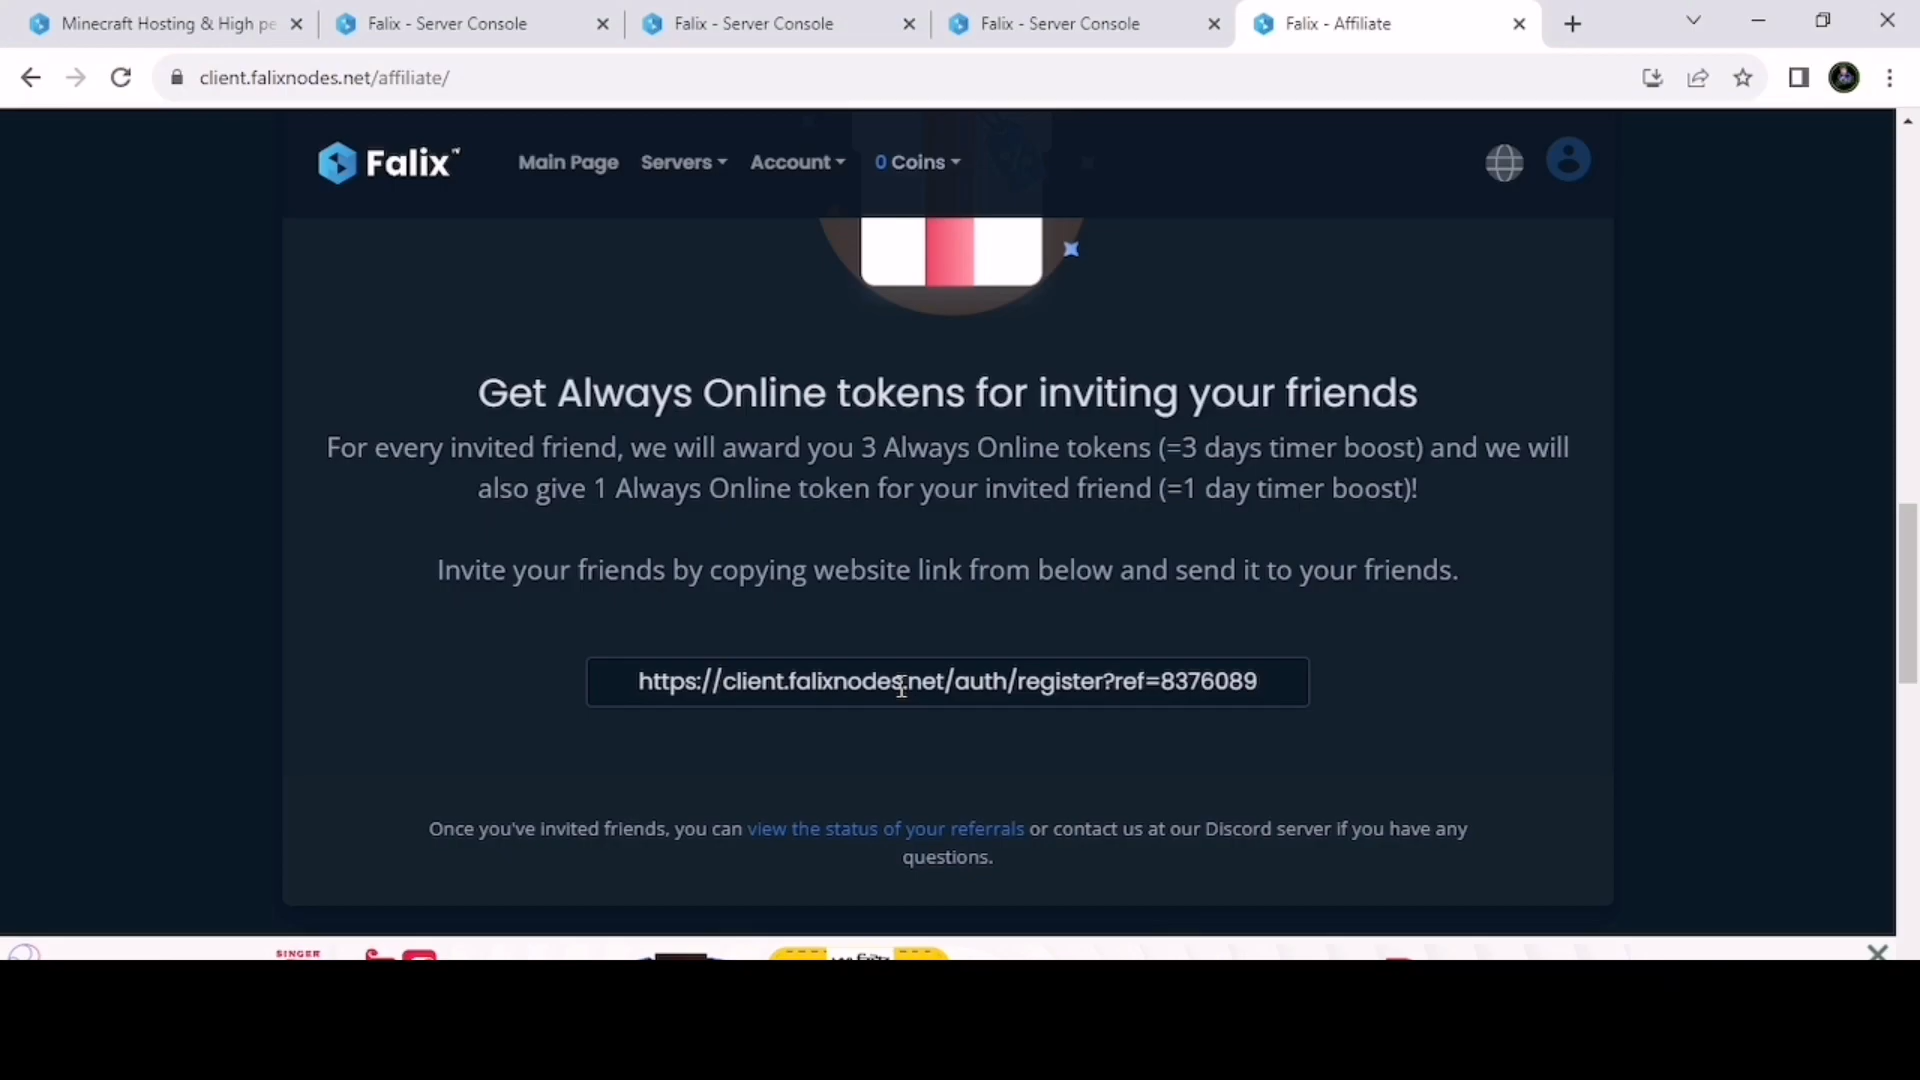 Minecraft Hosting & High pe
Falix - Server Console
Falix - Server Console
Falix - Server Console
Falix - Affiliate
client.falixnodes.net/affiliate/
Falix
Main Page
Servers
Account
0 Coins
Get Always Online tokens for inviting your friends
For every invited friend, we will award you 3 Always Online tokens (=3 days timer boost) and we will
also give 1 Always Online token for your invited friend (=1 day timer boost)!
Invite your friends by copying website link from below and send it to your friends.
https://client.falixnodes.net/auth/register?ref=8376089
Once you've invited friends, you can view the status of your referrals or contact us at our Discord server if you have any
questions.
SINGER